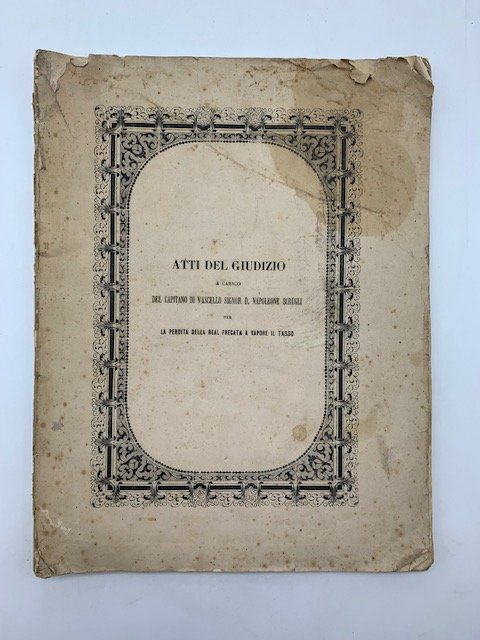 ATTI DEL GIUDIZIO
A CARICO
DEL CAPITANO DI VASCELLO SIGNOR D. NAPOLEONE SCRUGLI
PER
LA PERDITA DELLA REAL FREGATA A VAPORE IL TASSO